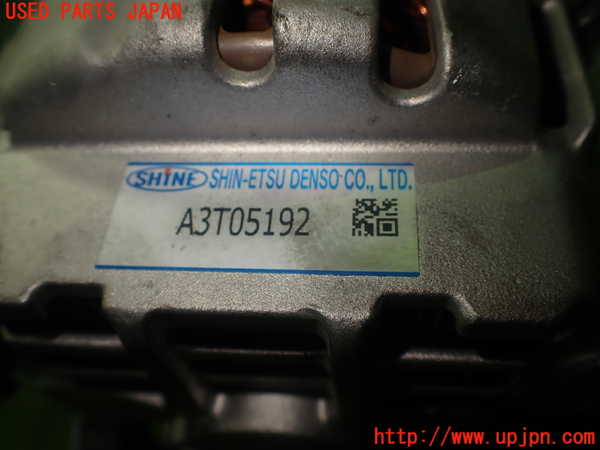 USED PARTS JAPAN
SHINE SHIN-ETSU DENSO CO., LTD.
A3T05192
http://www.upjpn.com/